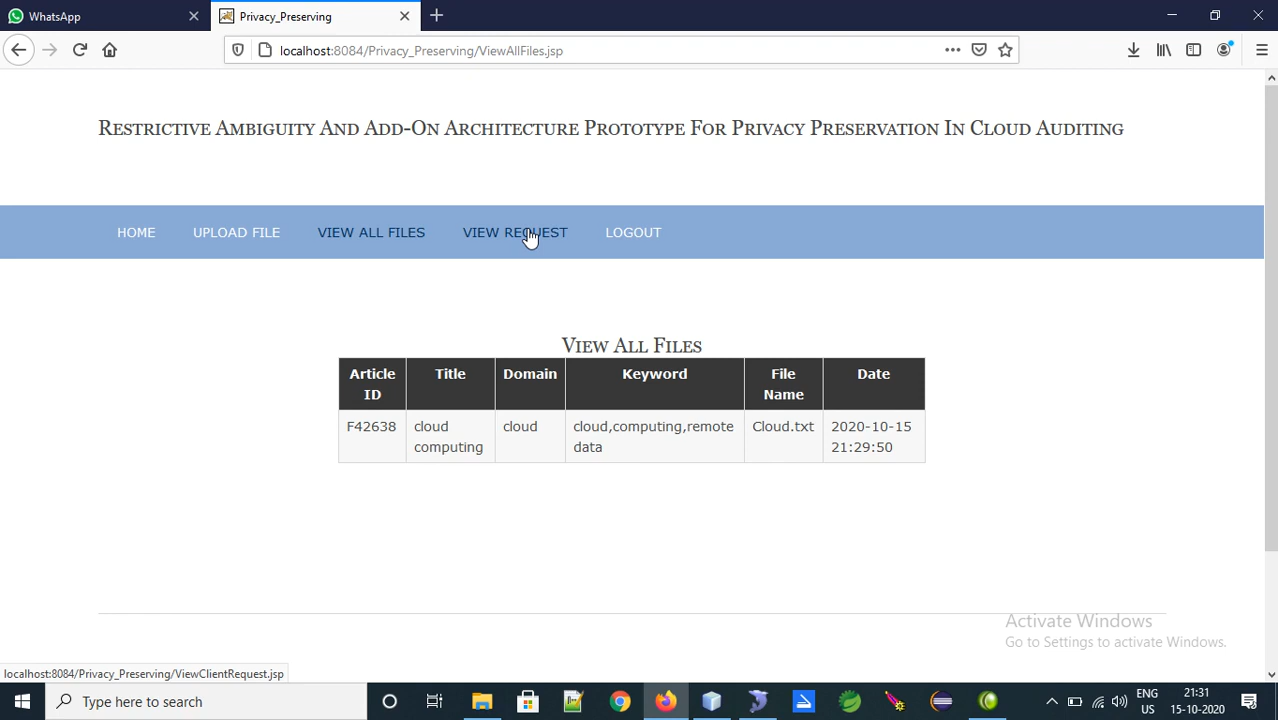 WhatsApp
Privacy_Preserving
localhost:8084/Privacy_Preserving/ViewAllFiles.jsp
Restrictive Ambiguity And Add-On Architecture Prototype For Privacy Preservation In Cloud Auditing
HOME UPLOAD FILE VIEW ALL FILES VIEW REQUEST LOGOUT
View All Files
Article ID Title Domain Keyword File Name Date
F42638 cloud computing cloud cloud,computing,remote data Cloud.txt 2020-10-15 21:29:50
Activate Windows
Go to Settings to activate Windows.
localhost:8084/Privacy_Preserving/ViewClientRequest.jsp
Type here to search
ENG
US
21:31
15-10-2020